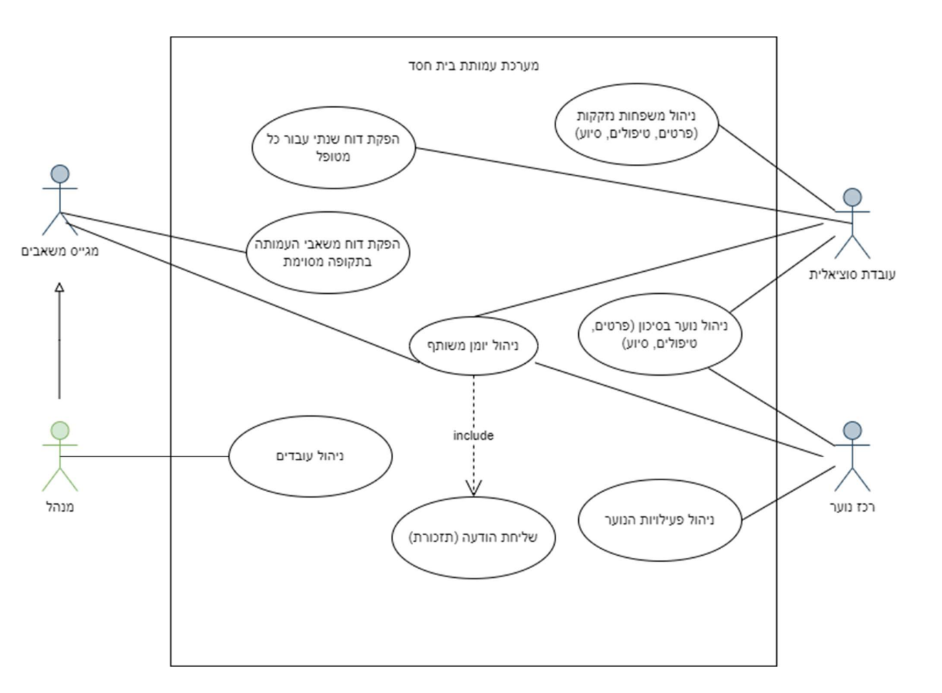 מערכת עמותת בית חסד
ניהול משפחות נזקקות
(פרטים, טיפולים, סיוע)
הפקת דוח שנתי עבור כל
מטופל
מגייס משאבים
הפקת דוח משאבי העמותה
בתקופה מסוימת
עובדת סוציאלית
ניהול יומן משותף
ניהול נוער בסיכון (פרטים,
טיפולים, סיוע)
include
ניהול עובדים
מנהל
שליחת הודעה (תזכורת)
ניהול פעילויות הנוער
רכז נוער